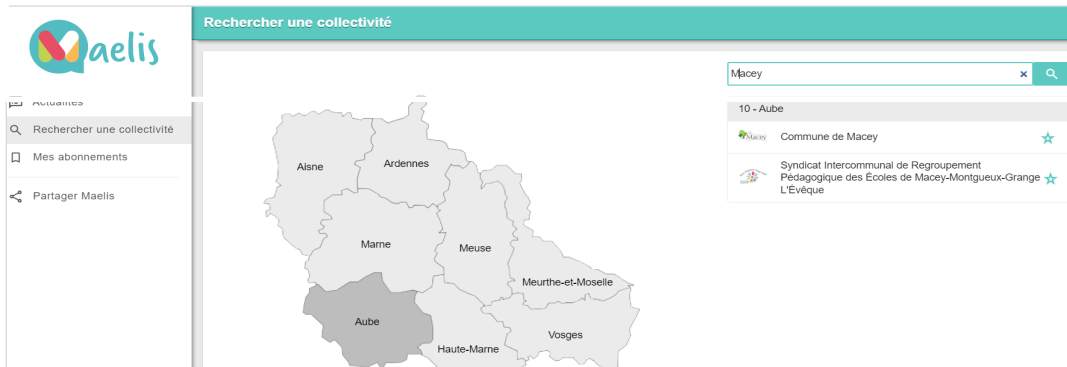 Maelis
Rechercher une collectivité
Macey
Actualités
Rechercher une collectivité
Mes abonnements
Partager Maelis
Aisne
Ardennes
Marne
Meuse
Meurthe-et-Moselle
Aube
Vosges
Haute-Marne
10 - Aube
Macey
Commune de Macey
Syndicat Intercommunal de Regroupement
Pédagogique des Écoles de Macey-Montgueux-Grange
L'Évêque